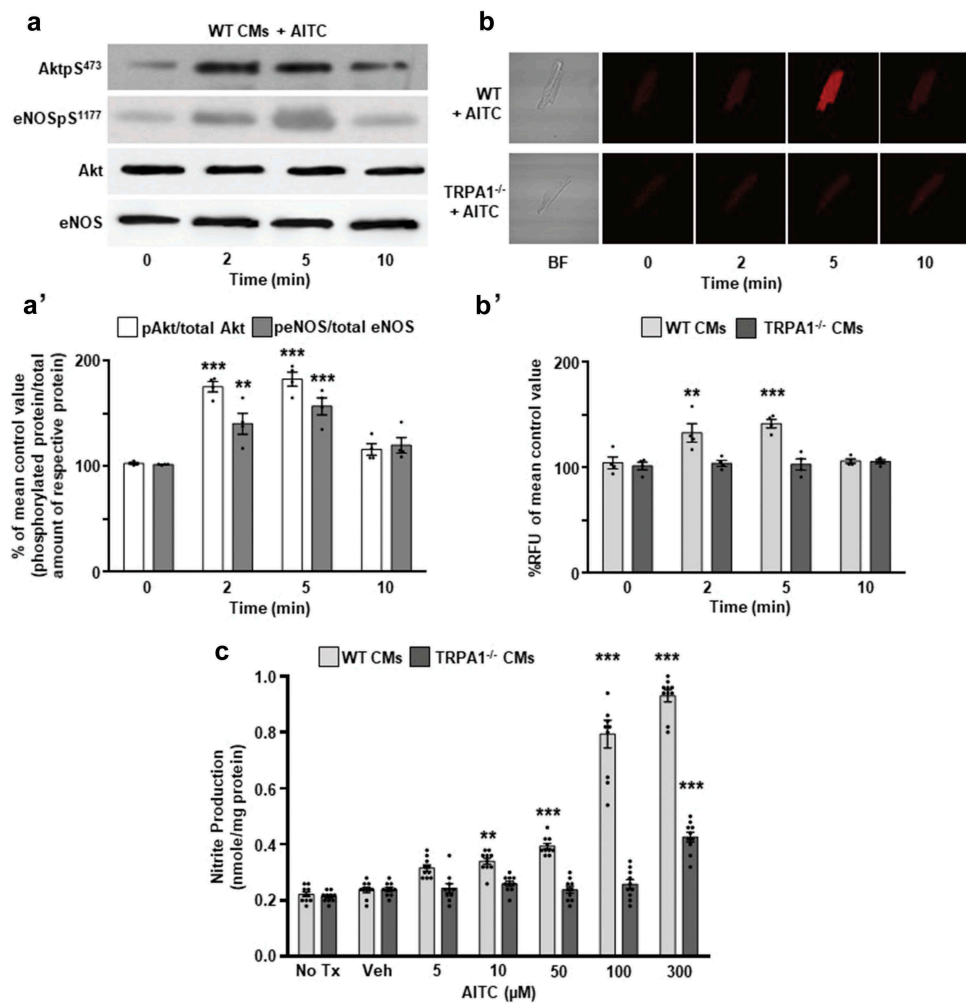 a
WT CMs + AITC
AktpS⁴⁷³
eNOSpS¹¹⁷⁷
Akt
eNOS
0 2 5 10
Time (min)
b
WT
+ AITC
TRPA1⁻/⁻
+ AITC
BF 0 2 5 10
Time (min)
a’
pAkt/total Akt peNOS/total eNOS
% of mean control value
(phosphorylated protein/total
amount of respective protein)
200
100
0
*** ** *** ***
0 2 5 10
Time (min)
b’
WT CMs TRPA1⁻/⁻ CMs
%RFU of mean control value
200
100
0
** ***
0 2 5 10
Time (min)
c
WT CMs TRPA1⁻/⁻ CMs
Nitrite Production
(nmole/mg protein)
1.0
0.8
0.6
0.4
0.2
0.0
** *** *** *** ***
No Tx Veh 5 10 50 100 300
AITC (µM)